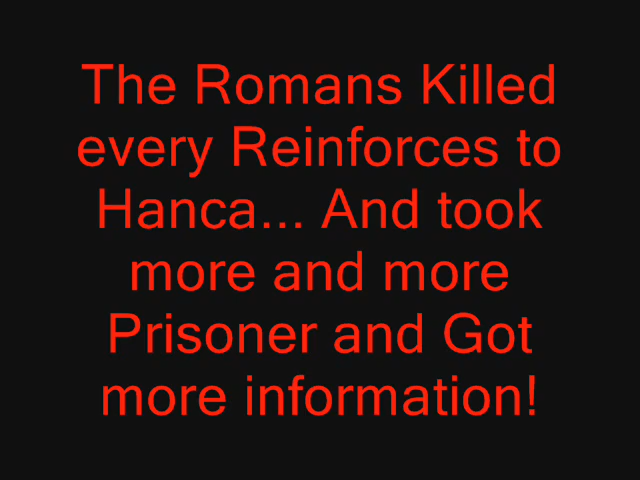 The Romans Killed
every Reinforces to
Hanca... And took
more and more
Prisoner and Got
more information!